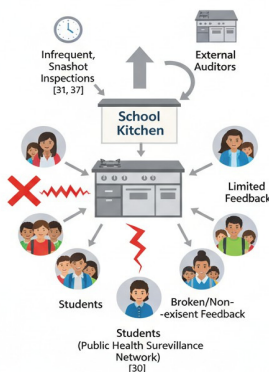 Infrequent,
Snashot
Inspections
[31, 37]
External
Auditors
School
Kitchen
Limited
Feedback
Students
Broken/Non-
-exisent Feedback
Students
(Public Health Surevillance
Network)
[30]